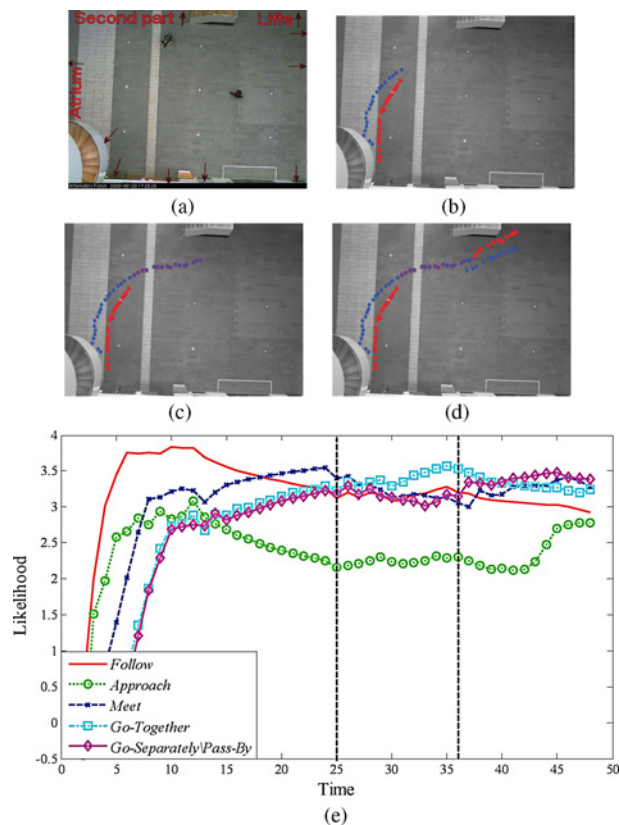 Second part
Lifts
Atrium
(a)
(b)
(c)
(d)
4
3.5
3
2.5
2
1.5
1
0.5
0
-0.5
Likelihood
Follow
Approach
Meet
Go-Together
Go-Separately\Pass-By
0 5 10 15 20 25 30 35 40 45 50
Time
(e)